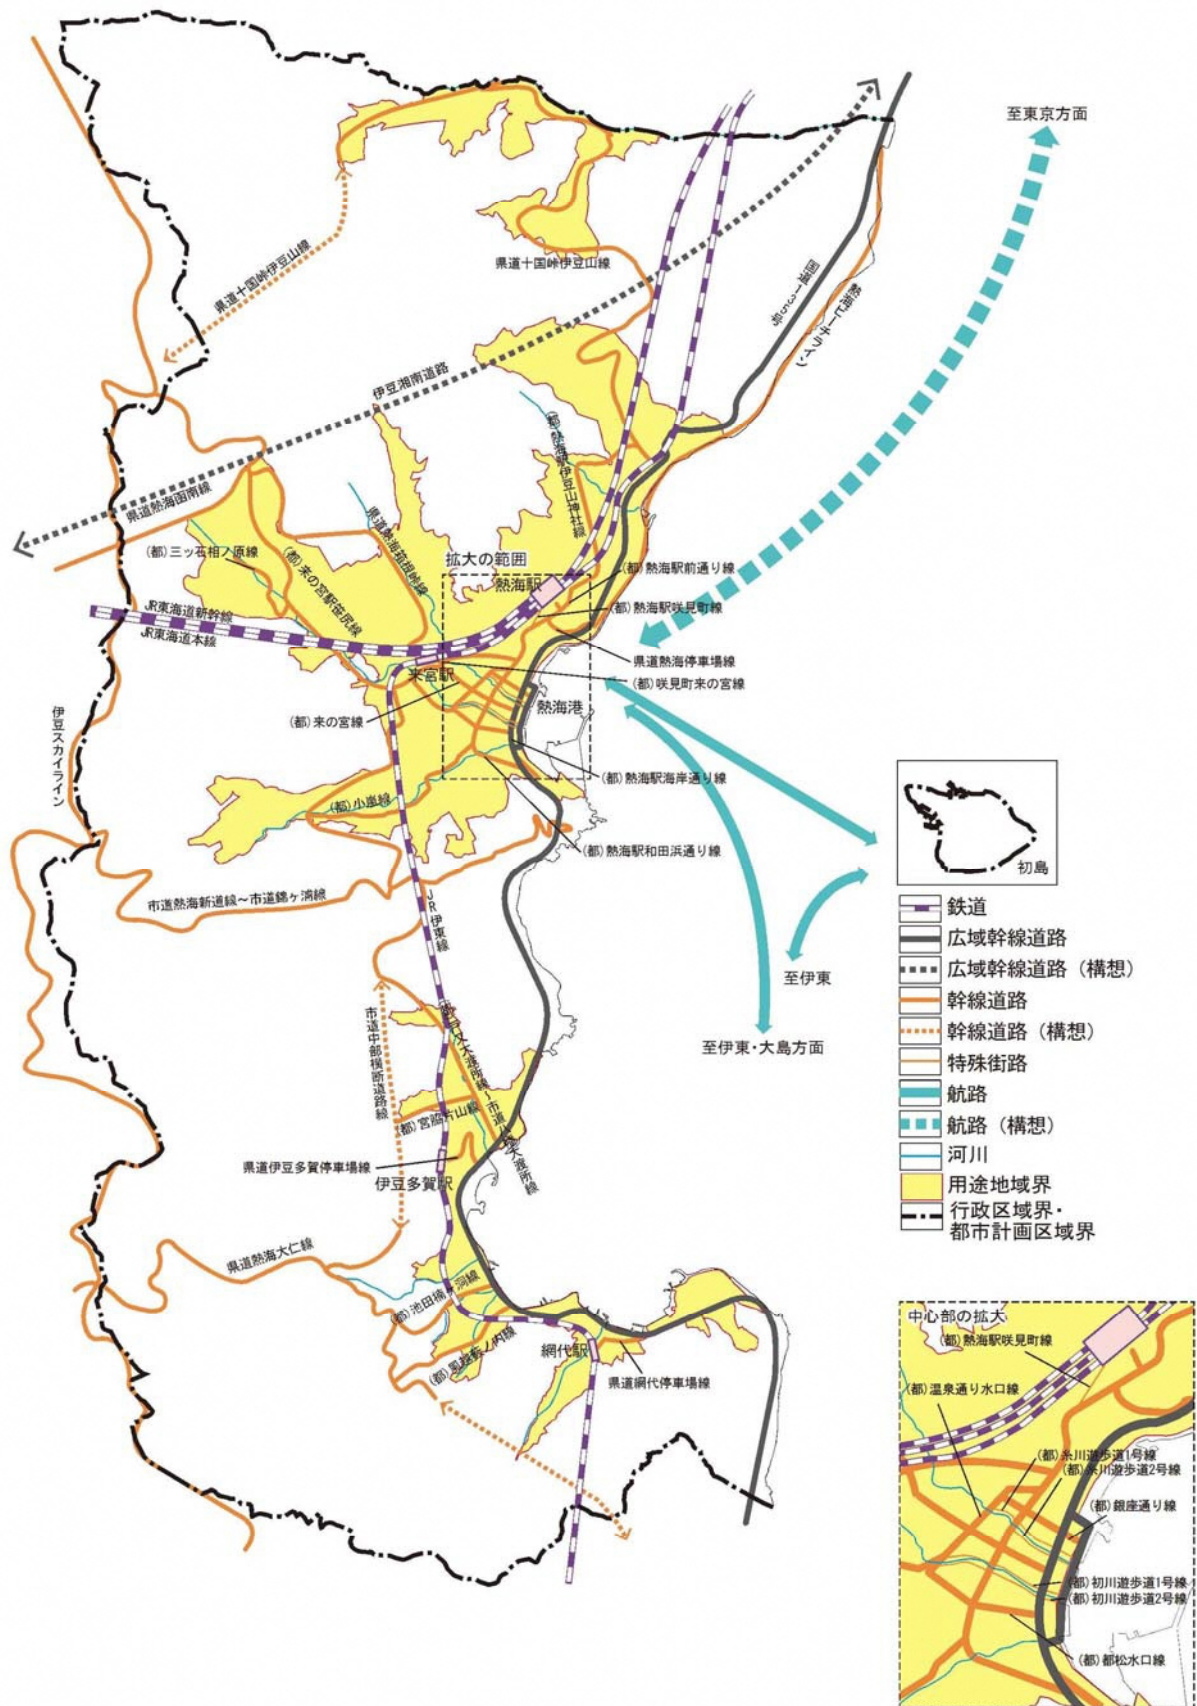 至東京方面
県道十国峠伊豆山線
県道十国峠伊豆山線
国道135号
熱海ビーチライン
伊豆湘南道路
県道熱海函南線
(都)熱海駅伊豆山神社線
県道熱海箱根峠線
(都)三ッ石相ノ原線
(都)来の宮駅笹尻線
拡大の範囲
熱海駅
(都)熱海駅前通り線
(都)熱海駅咲見町線
JR東海道新幹線
JR東海道本線
県道熱海停車場線
来宮駅
(都)咲見町来の宮線
熱海港
(都)来の宮線
伊豆スカイライン
(都)熱海駅海岸通り線
(都)小嵐線
(都)熱海駅和田浜通り線
市道熱海新道線～市道錦ヶ浦線
JR伊東線
至伊東
至伊東・大島方面
市道中部横断道路線
(都)宮脇片山線
県道伊豆多賀停車場線
伊豆多賀駅
県道熱海大仁線
網代駅
県道網代停車場線
初島
鉄道
広域幹線道路
広域幹線道路（構想）
幹線道路
幹線道路（構想）
特殊街路
航路
航路（構想）
河川
用途地域界
行政区域界・
都市計画区域界
中心部の拡大
(都)熱海駅咲見町線
(都)温泉通り水口線
(都)糸川遊歩道1号線
(都)糸川遊歩道2号線
(都)銀座通り線
(都)初川遊歩道1号線
(都)初川遊歩道2号線
(都)都松水口線